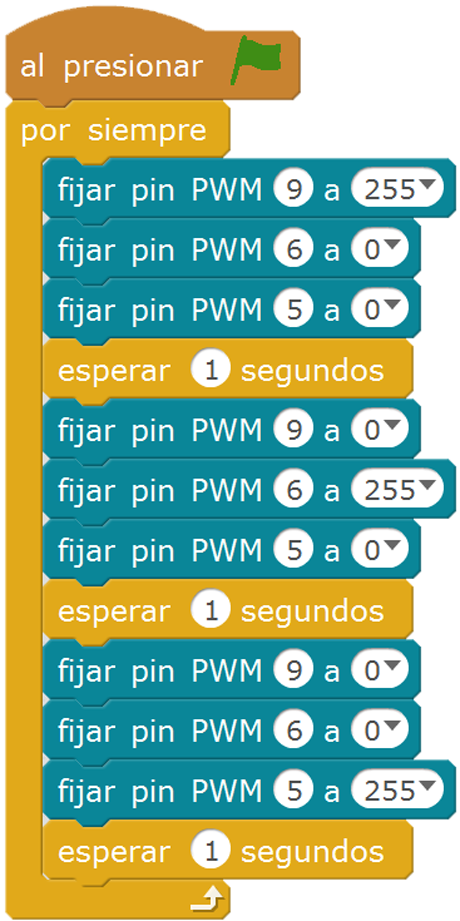 al presionar
por siempre
fijar pin PWM 9 a 255
fijar pin PWM 6 a 0
fijar pin PWM 5 a 0
esperar 1 segundos
fijar pin PWM 9 a 0
fijar pin PWM 6 a 255
fijar pin PWM 5 a 0
esperar 1 segundos
fijar pin PWM 9 a 0
fijar pin PWM 6 a 0
fijar pin PWM 5 a 255
esperar 1 segundos